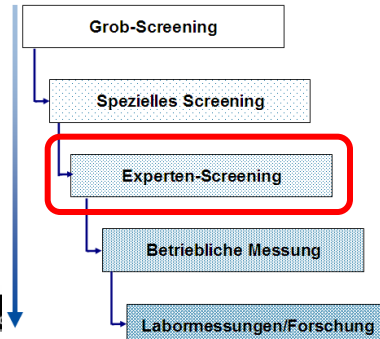 Grob-Screening
Spezielles Screening
Experten-Screening
Betriebliche Messung
Labormessungen/Forschung